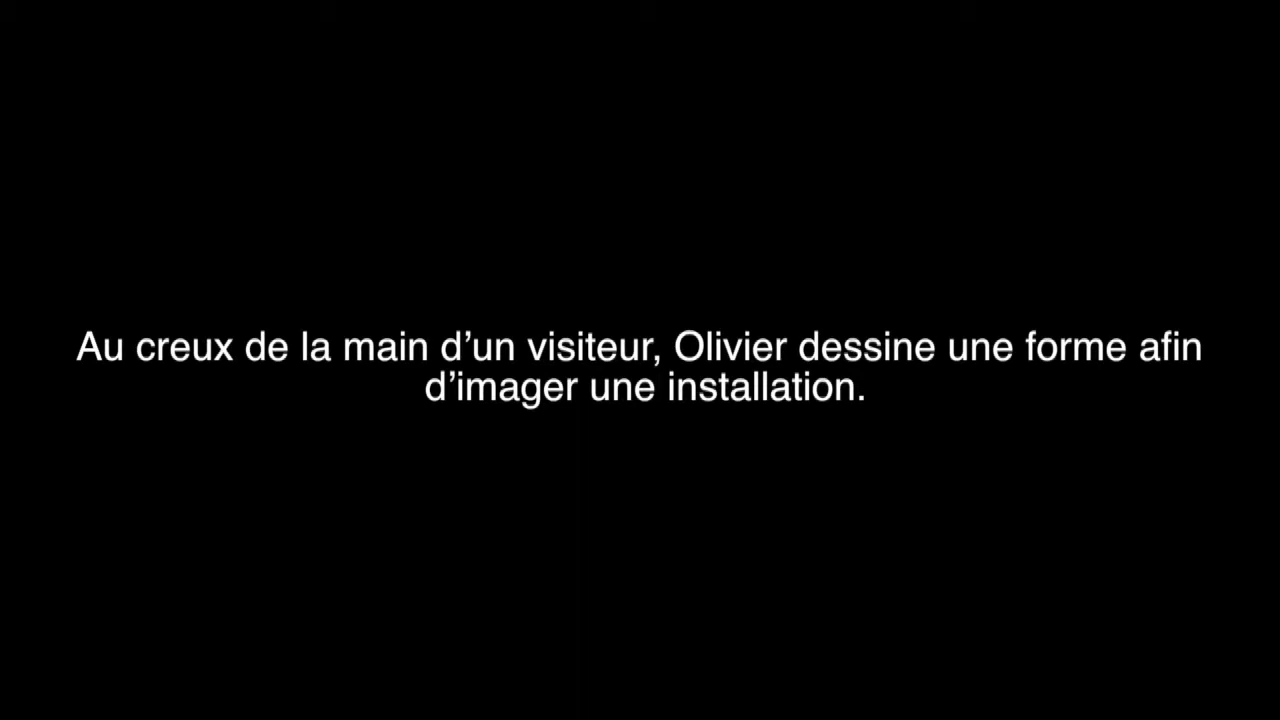 Au creux de la main d’un visiteur, Olivier dessine une forme afin
d’imager une installation.